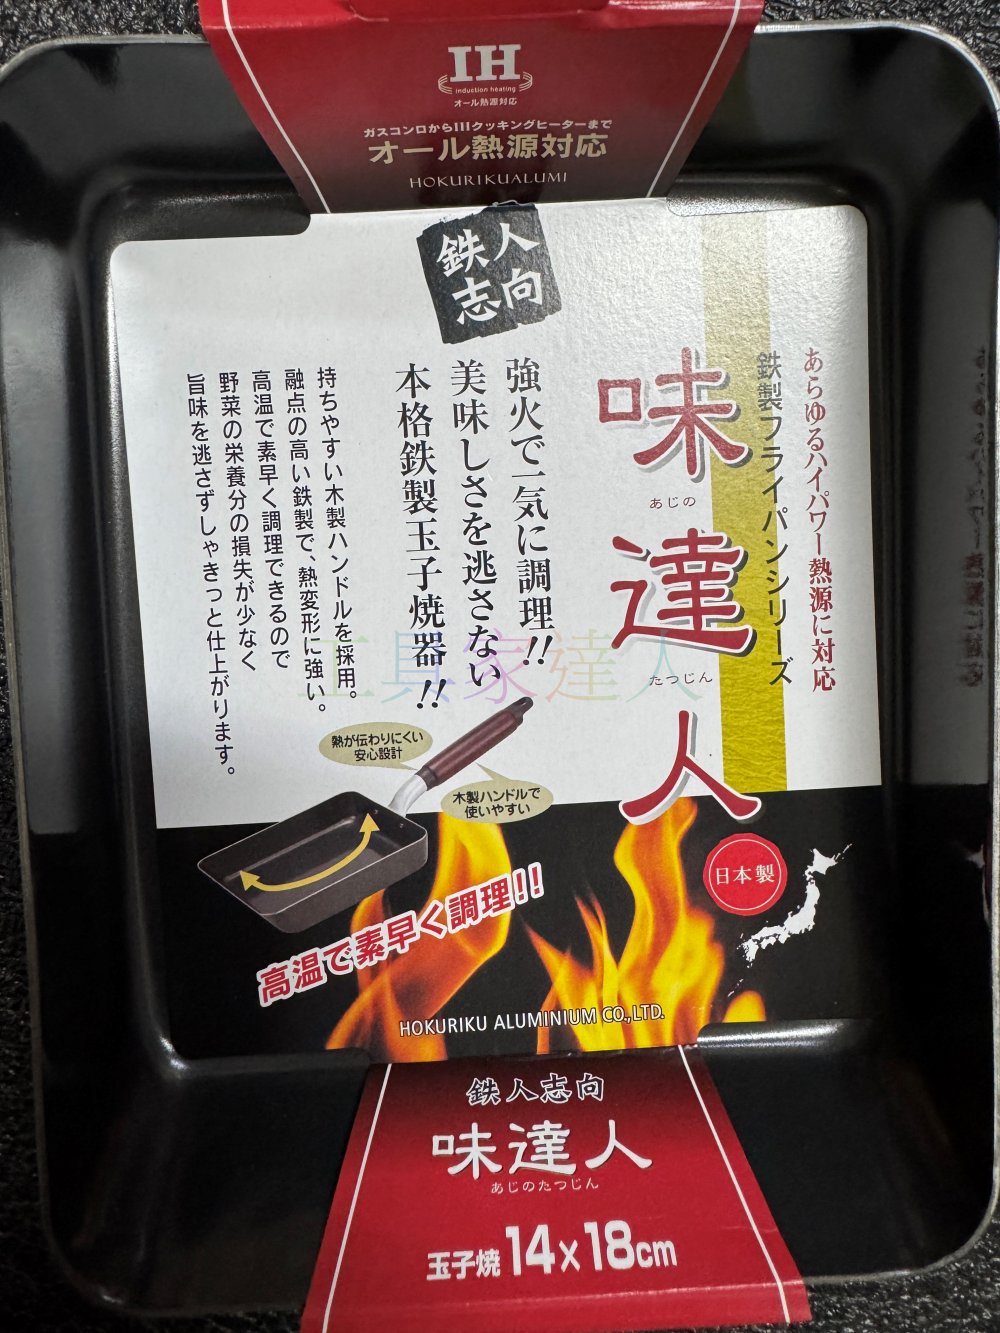 IH
induction heating
オール熱源対応
ガスコンロからIHクッキングヒーターまで
オール熱源対応
HOKURIKUALUMI
鉄人
志向
あらゆるハイパワー熱源に対応
鉄製フライパンシリーズ
味達人
あじの
たつじん
強火で一気に調理!!
美味しさを逃さない
本格鉄製玉子焼器!!
持ちやすい木製ハンドルを採用。
融点の高い鉄製で、熱変形に強い。
高温で素早く調理できるので
野菜の栄養分の損失が少なく
旨味を逃さずしゃきっと仕上がります。
工具家達人
熱が伝わりにくい
安心設計
木製ハンドルで
使いやすい
日本製
高温で素早く調理!!
HOKURIKU ALUMINIUM CO.,LTD.
鉄人志向
味達人
あじのたつじん
玉子焼14×18cm